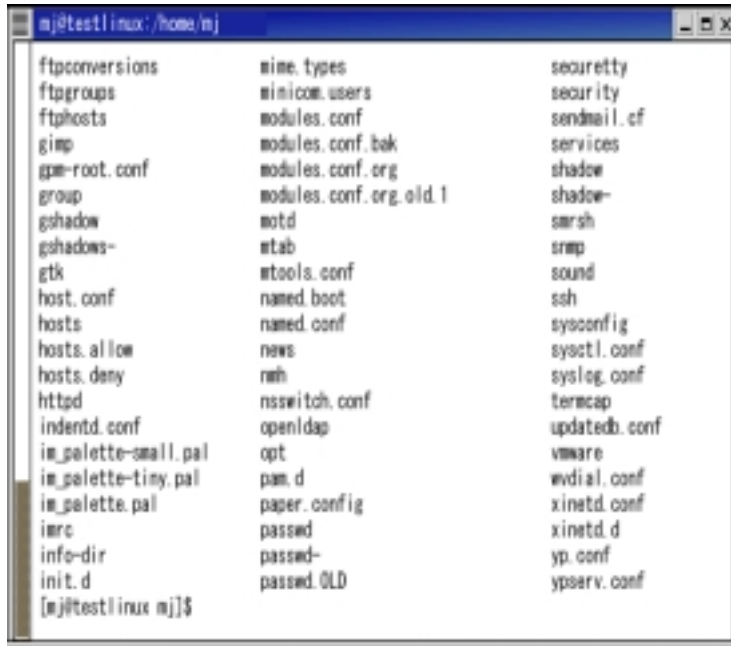 mj@testlinux:/home/mj
ftpconversions mime.types securetty
ftpgroups minicom.users security
ftphosts modules.conf sendmail.cf
gimp modules.conf.bak services
gpm-root.conf modules.conf.org shadow
group modules.conf.org.old.1 shadow-
gshadow motd smrsh
gshadows- mtab snmp
gtk mtools.conf sound
host.conf named.boot ssh
hosts named.conf sysconfig
hosts.allow news sysctl.conf
hosts.deny nmh syslog.conf
httpd nsswitch.conf termcap
indentd.conf openldap updatedb.conf
im_palette-small.pal opt vmware
im_palette-tiny.pal pam.d wvdial.conf
im_palette.pal paper.config xinetd.conf
imrc passwd xinetd.d
info-dir passwd- yp.conf
init.d passwd.OLD ypserv.conf
[mj@testlinux mj]$